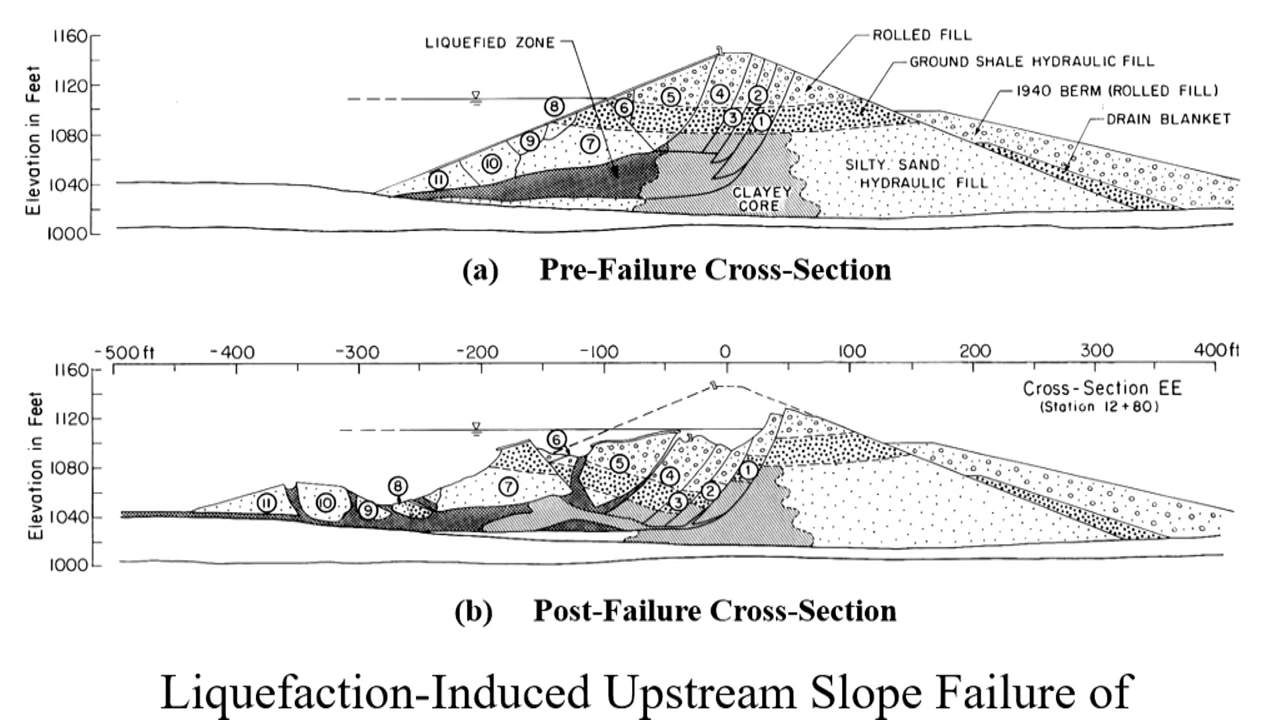 1160
1120
1080
1040
1000
Elevation in Feet
LIQUEFIED ZONE
ROLLED FILL
GROUND SHALE HYDRAULIC FILL
1940 BERM (ROLLED FILL)
DRAIN BLANKET
SILTY SAND
HYDRAULIC FILL
CLAYEY
CORE
1
2
3
4
5
6
7
8
9
10
11
(a) Pre-Failure Cross-Section
-500 ft -400 -300 -200 -100 0 100 200 300 400 ft
1160
1120
1080
1040
1000
Elevation in Feet
Cross-Section EE
(Station 12+80)
6
5
1
4
7
8
2
11
10
3
9
(b) Post-Failure Cross-Section
Liquefaction-Induced Upstream Slope Failure of